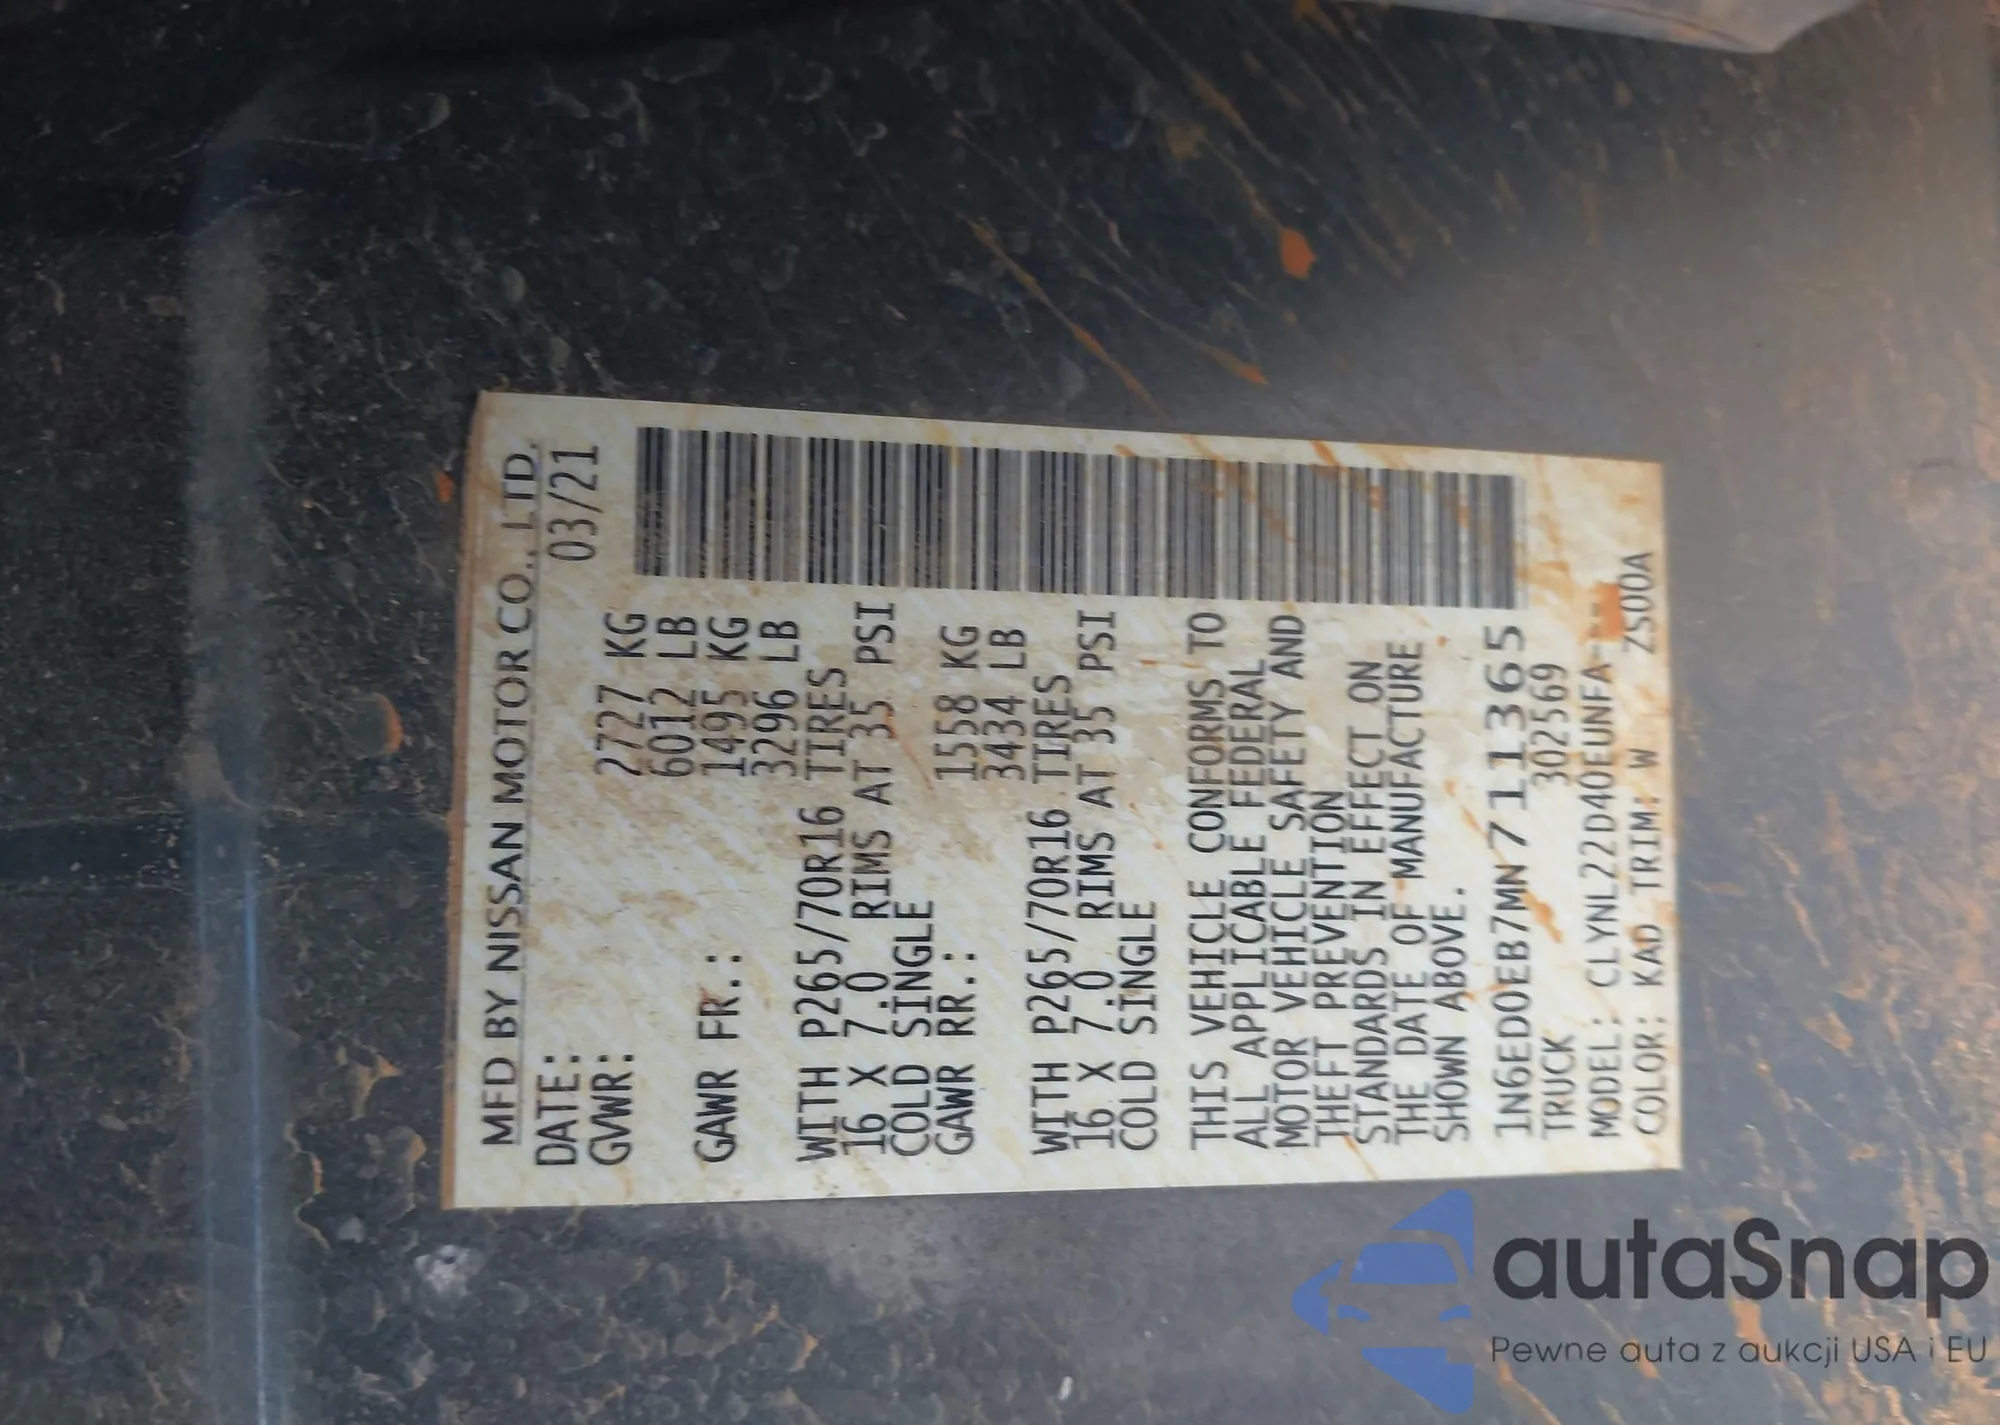 MFD BY NISSAN MOTOR CO., LTD.
DATE: 03/21
GVWR: 2727 KG
6012 LB
GAWR FR.: 1495 KG
3296 LB
WITH P265/70R16 TIRES
16 X 7.0 RIMS AT 35 PSI
COLD SINGLE
GAWR RR.: 1558 KG
3434 LB
WITH P265/70R16 TIRES
16 X 7.0 RIMS AT 35 PSI
COLD SINGLE
THIS VEHICLE CONFORMS TO
ALL APPLICABLE FEDERAL
MOTOR VEHICLE SAFETY AND
THEFT PREVENTION
STANDARDS IN EFFECT ON
THE DATE OF MANUFACTURE
SHOWN ABOVE.
1N6ED0EB7MN711365
TRUCK 302569
MODEL: CLYNL22D40EUNFA
COLOR: KAD TRIM: W ZS00A
autaSnap
Pewne auta z aukcji USA i EU